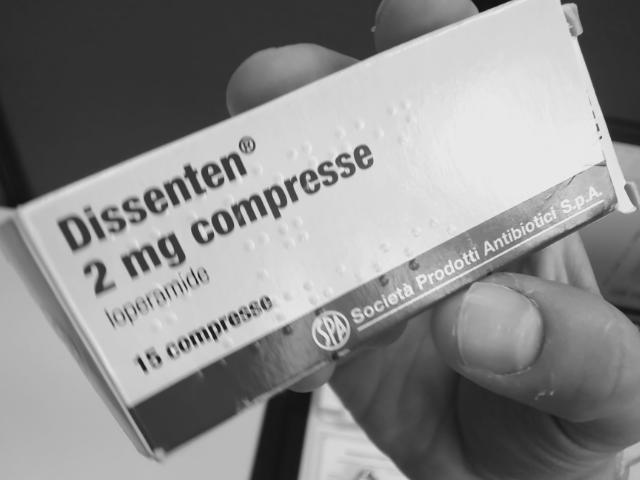 Dissenten®
2 mg compresse
loperamide
15 compresse
SPA Società Prodotti Antibiotici S.p.A.